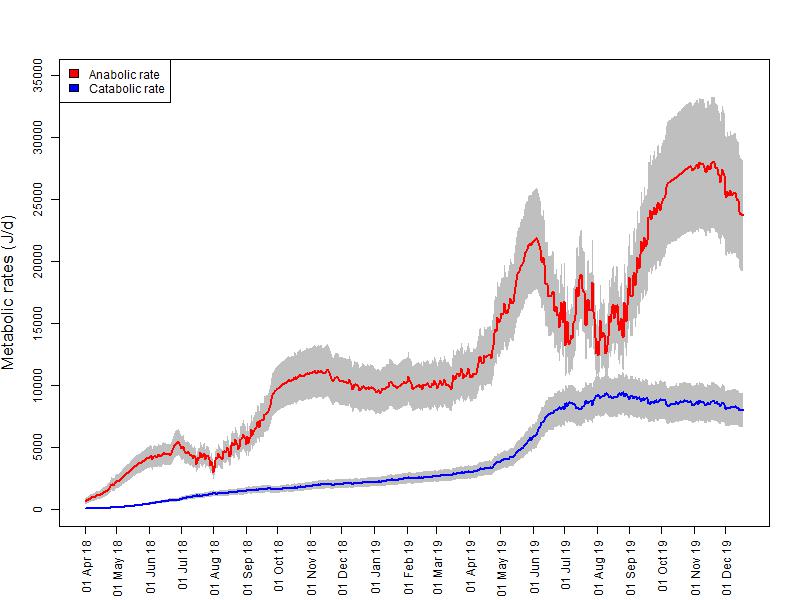 Anabolic rate
Catabolic rate
Metabolic rates (J/d)
35000
30000
25000
20000
15000
10000
5000
0
01 Apr 18
01 May 18
01 Jun 18
01 Jul 18
01 Aug 18
01 Sep 18
01 Oct 18
01 Nov 18
01 Dec 18
01 Jan 19
01 Feb 19
01 Mar 19
01 Apr 19
01 May 19
01 Jun 19
01 Jul 19
01 Aug 19
01 Sep 19
01 Oct 19
01 Nov 19
01 Dec 19